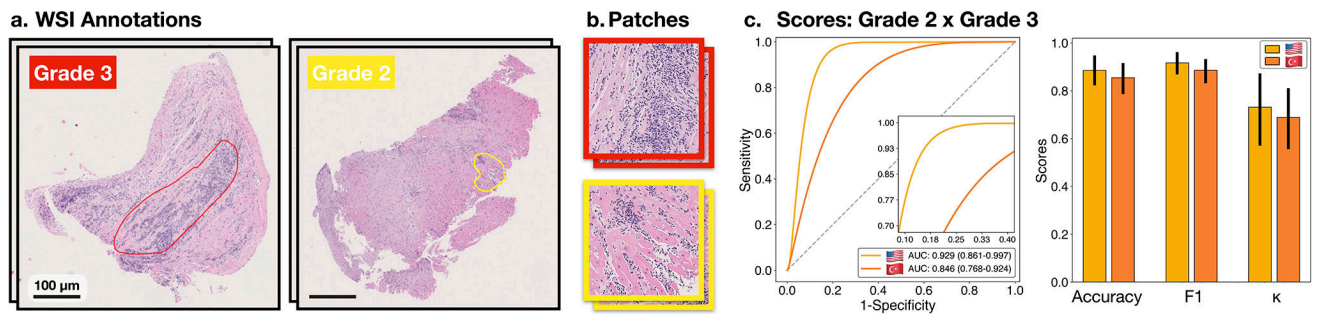 a. WSI Annotations
Grade 3
100 µm
Grade 2
b. Patches
c. Scores: Grade 2 x Grade 3
Sensitivity
1.0
0.8
0.6
0.4
0.2
0.0
0.0 0.2 0.4 0.6 0.8 1.0
1-Specificity
1.00
0.93
0.85
0.77
0.70
0.10 0.18 0.25 0.33 0.40
AUC: 0.929 (0.861-0.997)
AUC: 0.846 (0.768-0.924)
Scores
1.0
0.8
0.6
0.4
0.2
0.0
Accuracy F1 κ